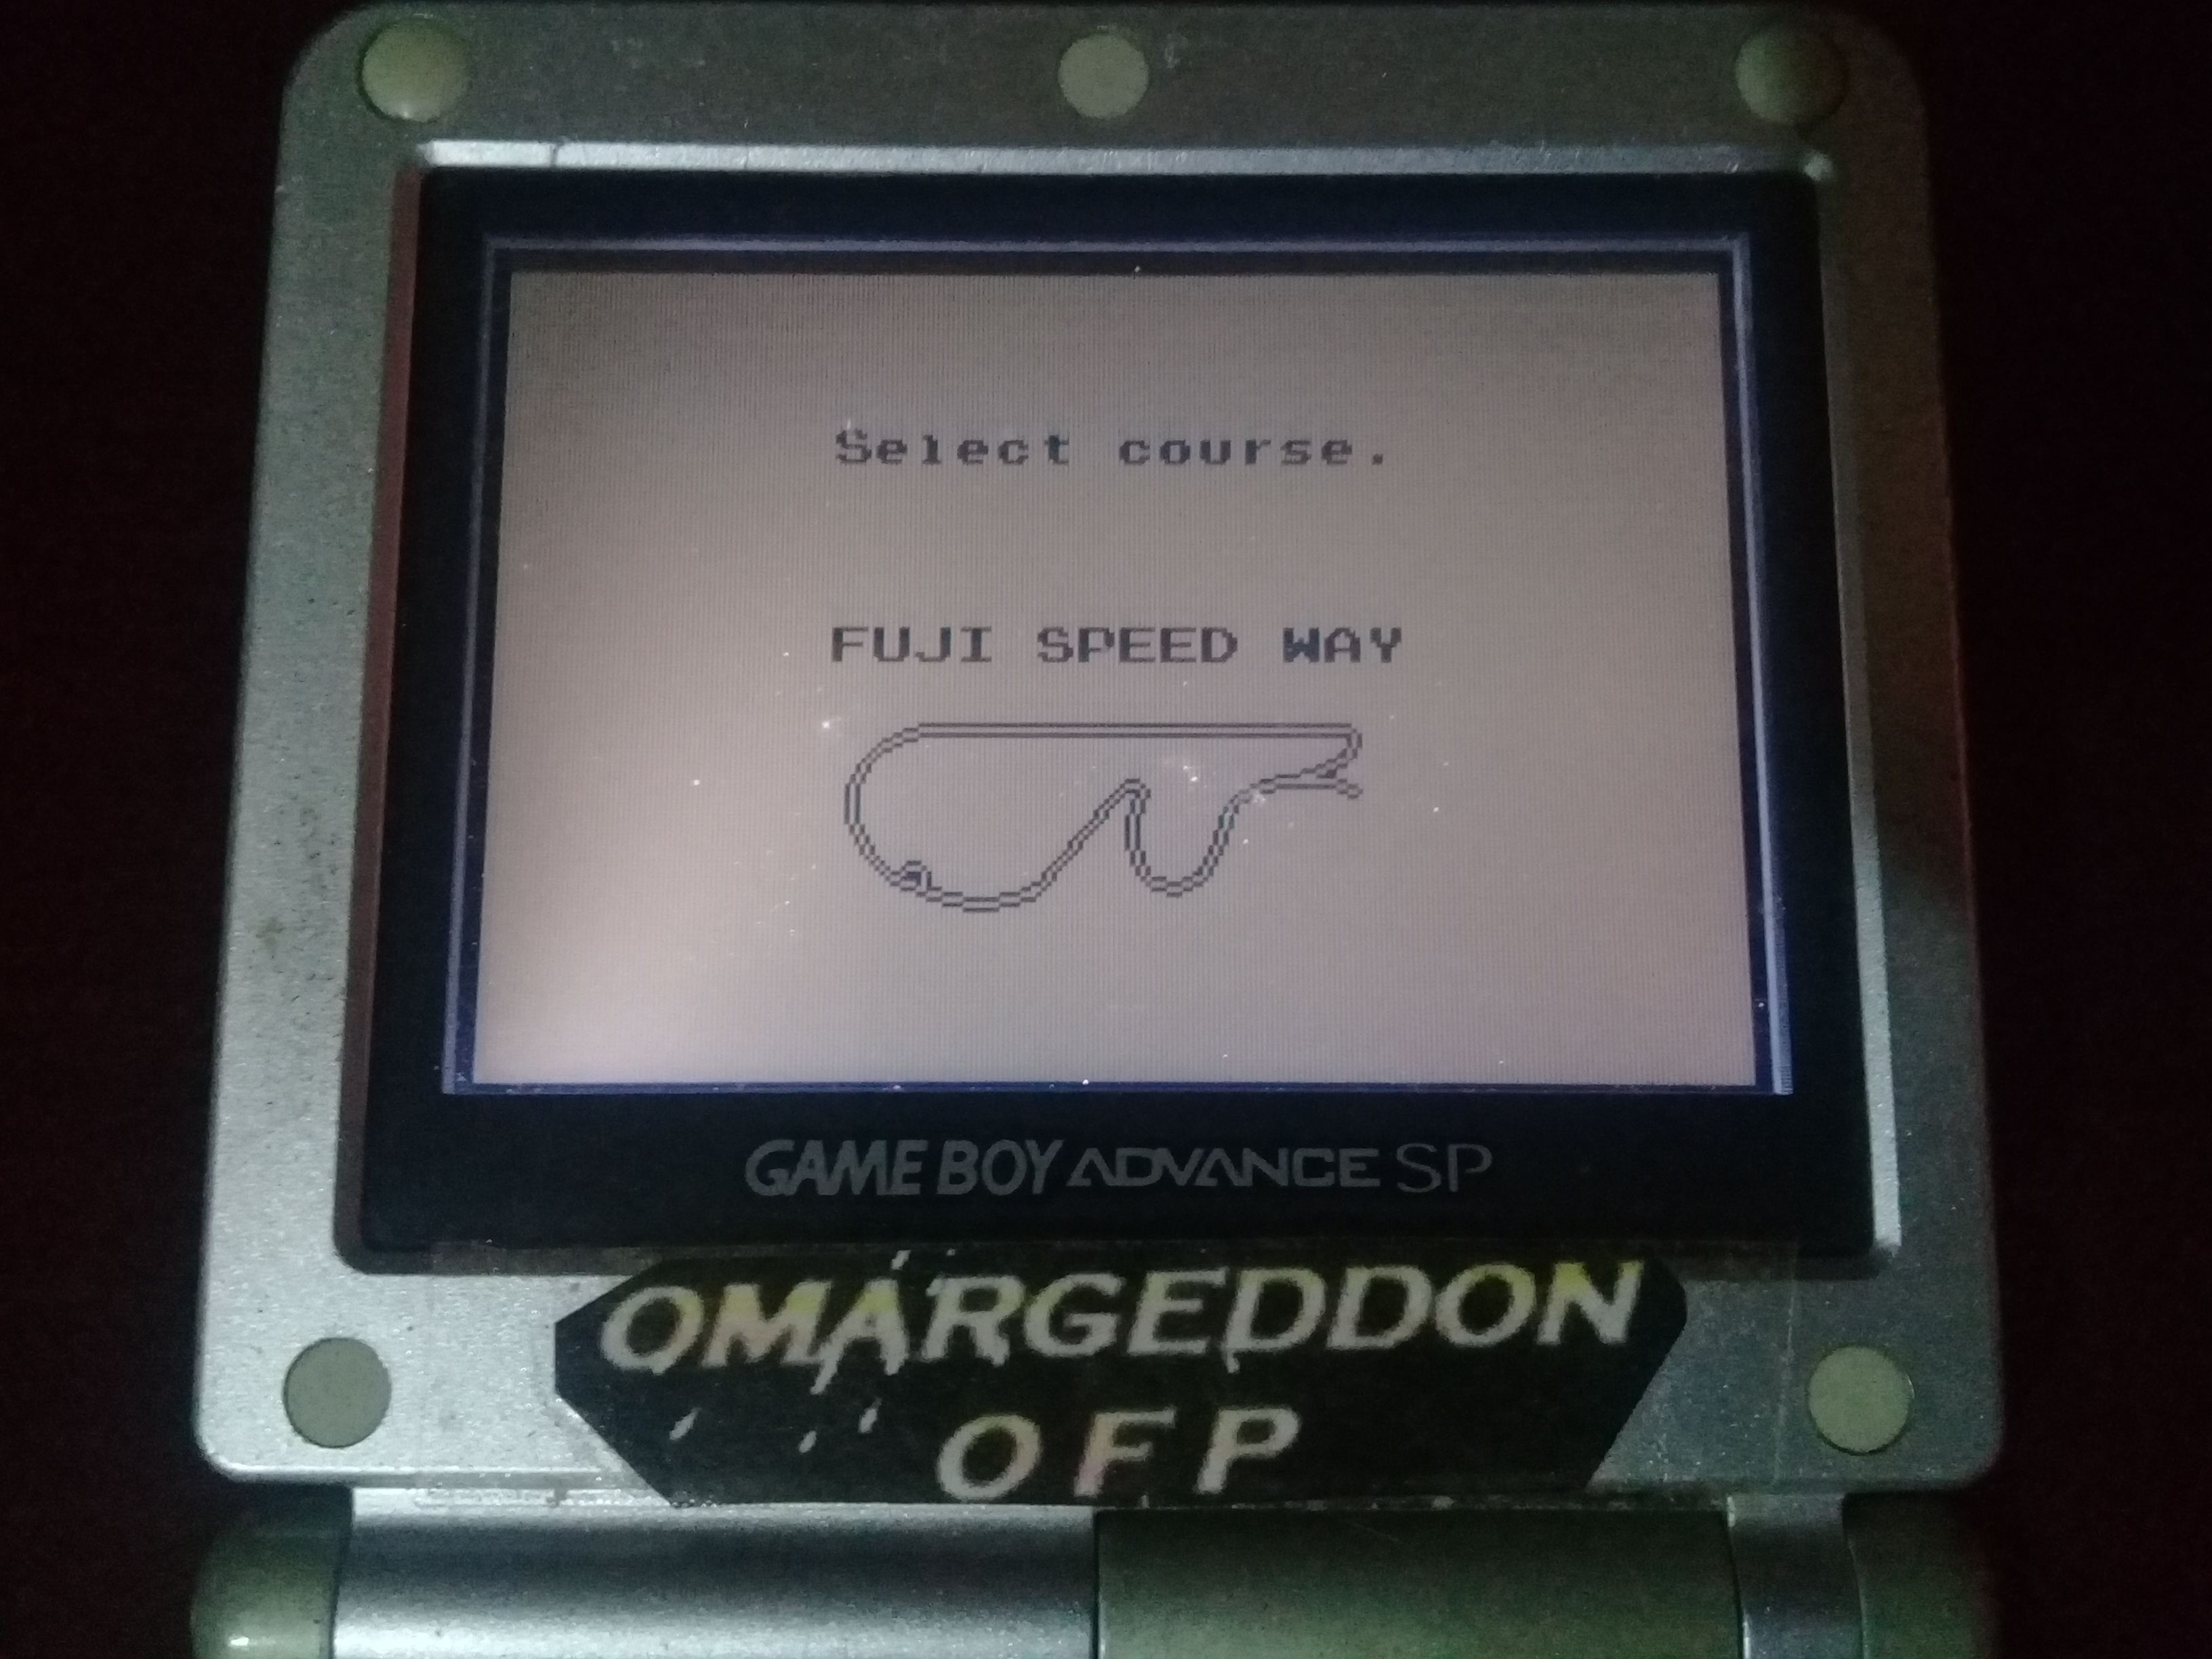 Select course.
FUJI SPEED WAY
GAME BOY ADVANCE SP
OMARGEDDON
OFP